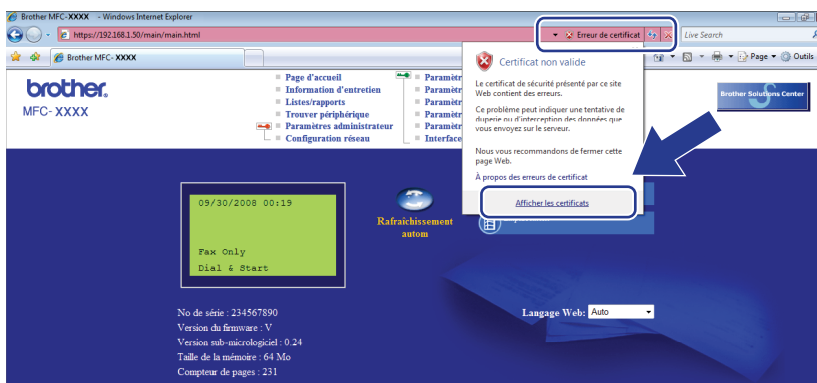 Brother MFC-XXXX - Windows Internet Explorer
https://192.168.1.50/main/main.html
Erreur de certificat
Live Search
Brother MFC- XXXX
Page
Outils
brother.
MFC- XXXX
Page d'accueil
Information d'entretien
Listes/rapports
Trouver périphérique
Paramètres administrateur
Configuration réseau
Paramètr
Paramètr
Paramètr
Paramètr
Paramètr
Interface
Brother Solutions Center
Certificat non valide
Le certificat de sécurité présenté par ce site
Web contient des erreurs.
Ce problème peut indiquer une tentative de
duperie ou d'interception des données que
vous envoyez sur le serveur.
Nous vous recommandons de fermer cette
page Web.
À propos des erreurs de certificat
Afficher les certificats
09/30/2008 00:19
Fax Only
Dial & Start
Rafraîchissement
autom
No de série : 234567890
Version du firmware : V
Version sub-micrologiciel : 0.24
Taille de la mémoire : 64 Mo
Compteur de pages : 231
Langage Web: Auto